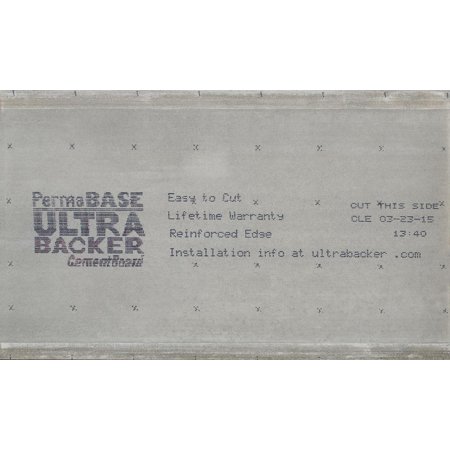 PermaBASE
ULTRA
BACKER
CementBoard
Easy to Cut
Lifetime Warranty
Reinforced Edge
Installation info at ultrabacker .com
CUT THIS SIDE
CLE 03-23-15
13:40